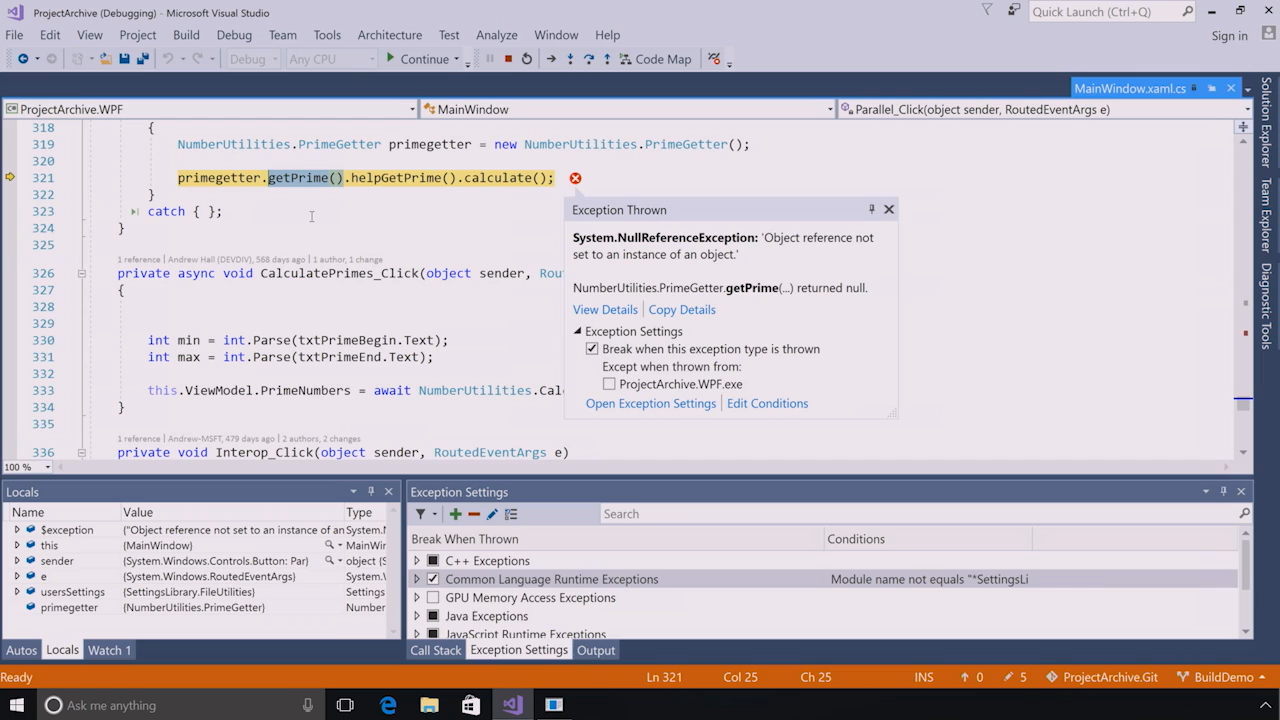 ProjectArchive (Debugging) - Microsoft Visual Studio
Quick Launch (Ctrl+Q)
File Edit View Project Build Debug Team Tools Architecture Test Analyze Window Help
Sign in
Debug Any CPU Continue Code Map
MainWindow.xaml.cs
ProjectArchive.WPF MainWindow Parallel_Click(object sender, RoutedEventArgs e)
318 {
319 NumberUtilities.PrimeGetter primegetter = new NumberUtilities.PrimeGetter();
320
321 primegetter.getPrime().helpGetPrime().calculate();
322 }
323 catch { };
324 }
325
1 reference | Andrew Hall (DEVDIV), 568 days ago | 1 author, 1 change
326 private async void CalculatePrimes_Click(object sender, Ro
327 {
328
329
330 int min = int.Parse(txtPrimeBegin.Text);
331 int max = int.Parse(txtPrimeEnd.Text);
332
333 this.ViewModel.PrimeNumbers = await NumberUtilities.Cal
334 }
335
1 reference | Andrew-MSFT, 479 days ago | 2 authors, 2 changes
336 private void Interop_Click(object sender, RoutedEventArgs e)
100 %
Exception Thrown
System.NullReferenceException: 'Object reference not
set to an instance of an object.'
NumberUtilities.PrimeGetter.getPrime(...) returned null.
View Details Copy Details
Exception Settings
Break when this exception type is thrown
Except when thrown from:
ProjectArchive.WPF.exe
Open Exception Settings Edit Conditions
Solution Explorer
Team Explorer
Diagnostic Tools
Locals
Name Value Type
$exception {"Object reference not set to an instance of an System.N
this {MainWindow} MainWin
sender {System.Windows.Controls.Button: Par} object {S
e {System.Windows.RoutedEventArgs} System.W
usersSettings {SettingsLibrary.FileUtilities} Settings
primegetter {NumberUtilities.PrimeGetter} Number
Autos Locals Watch 1
Exception Settings
Search
Break When Thrown Conditions
C++ Exceptions
Common Language Runtime Exceptions Module name not equals "*SettingsLi
GPU Memory Access Exceptions
Java Exceptions
JavaScript Runtime Exceptions
Call Stack Exception Settings Output
Ready Ln 321 Col 25 Ch 25 INS 0 5 ProjectArchive.Git BuildDemo
Ask me anything